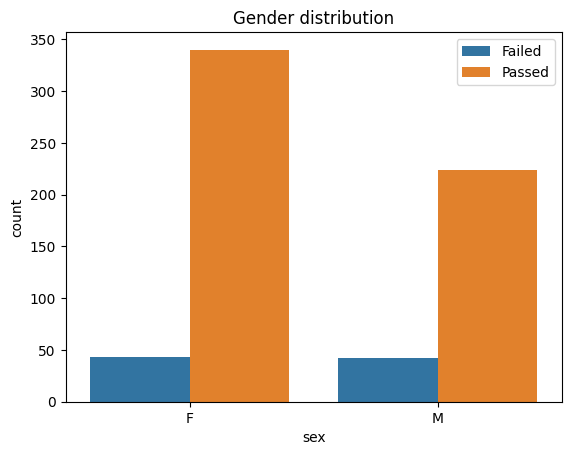 Gender distribution
Failed
Passed
350
300
250
200
150
100
50
0
count
F
M
sex